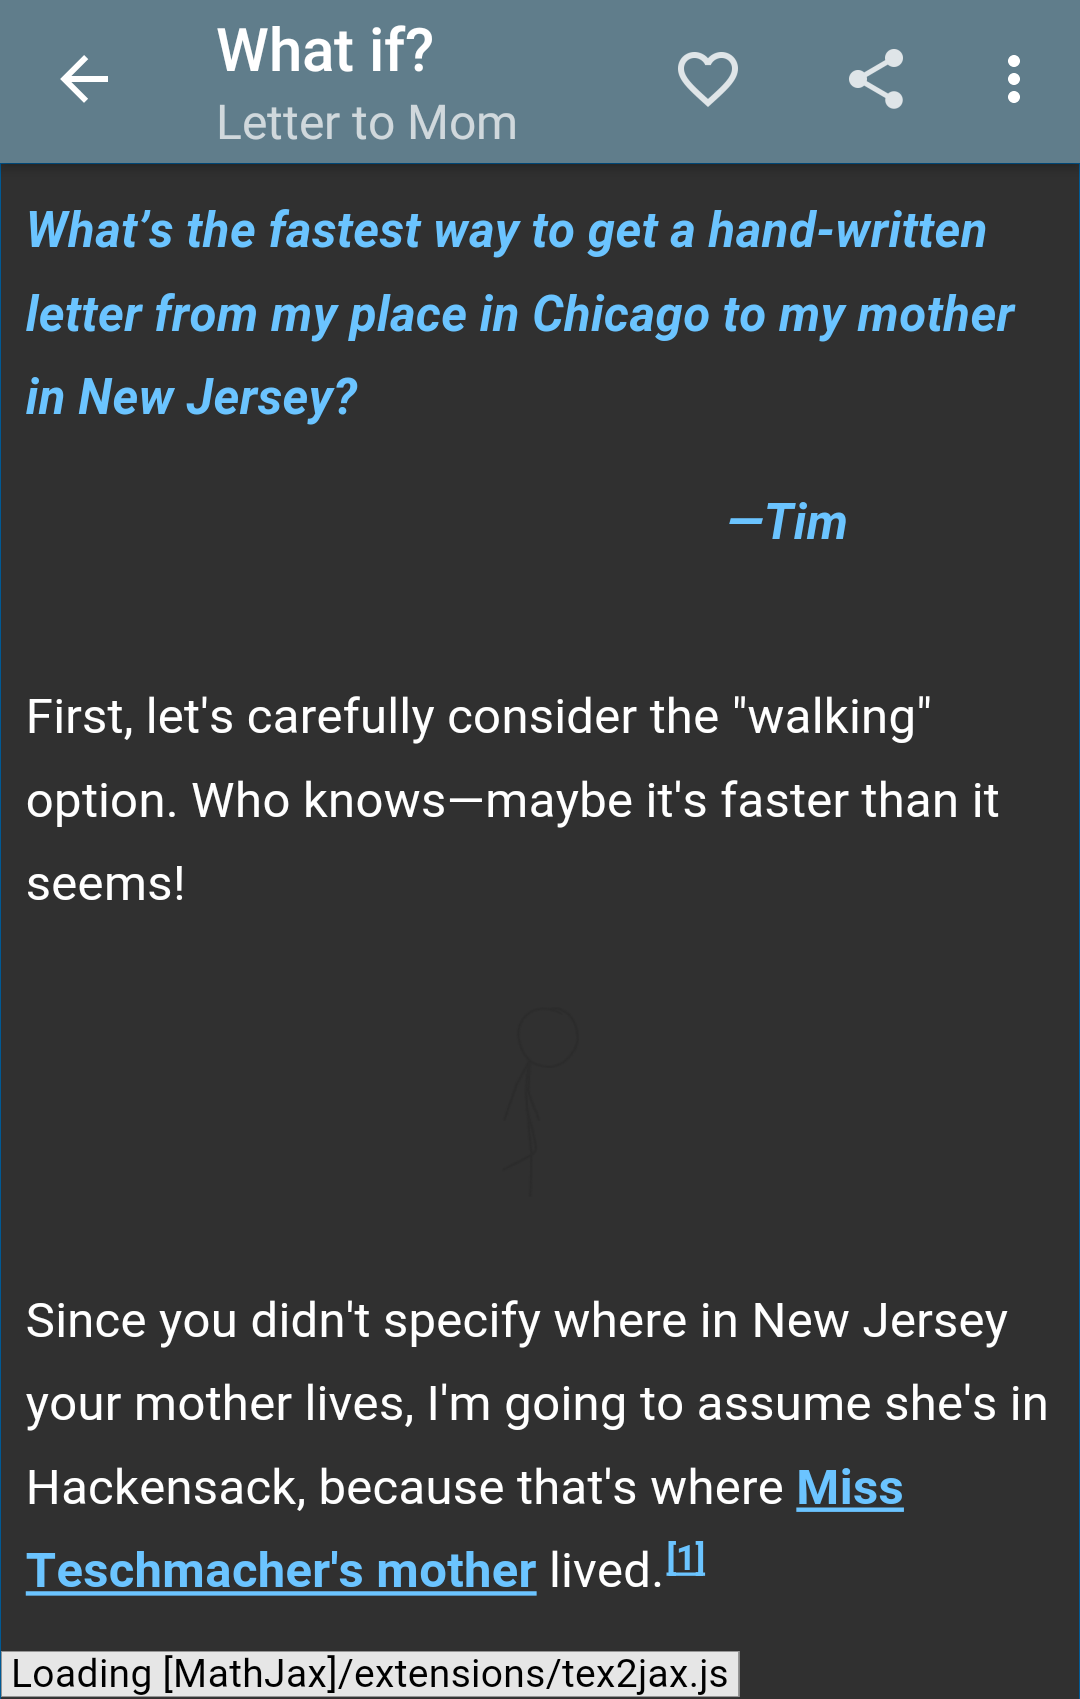 What if?
Letter to Mom
What’s the fastest way to get a hand-written
letter from my place in Chicago to my mother
in New Jersey?
—Tim
First, let's carefully consider the "walking"
option. Who knows—maybe it's faster than it
seems!
Since you didn't specify where in New Jersey
your mother lives, I'm going to assume she's in
Hackensack, because that's where Miss
Teschmacher's mother lived.[1]
Loading [MathJax]/extensions/tex2jax.js